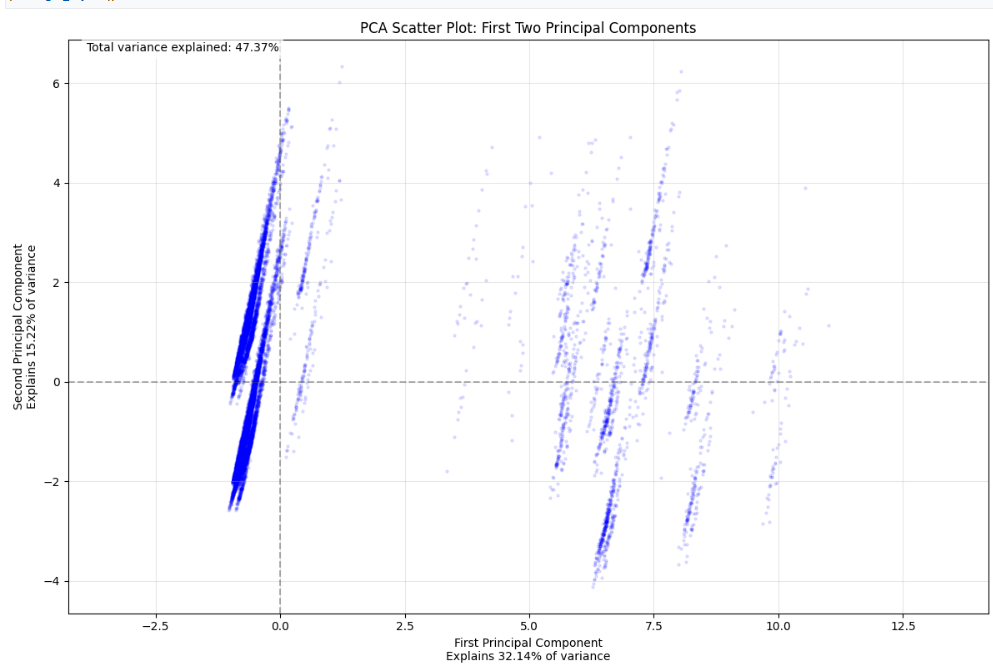 PCA Scatter Plot: First Two Principal Components
Total variance explained: 47.37%
6
4
2
0
−2
−4
Second Principal Component
Explains 15.22% of variance
−2.5
0.0
2.5
5.0
7.5
10.0
12.5
First Principal Component
Explains 32.14% of variance